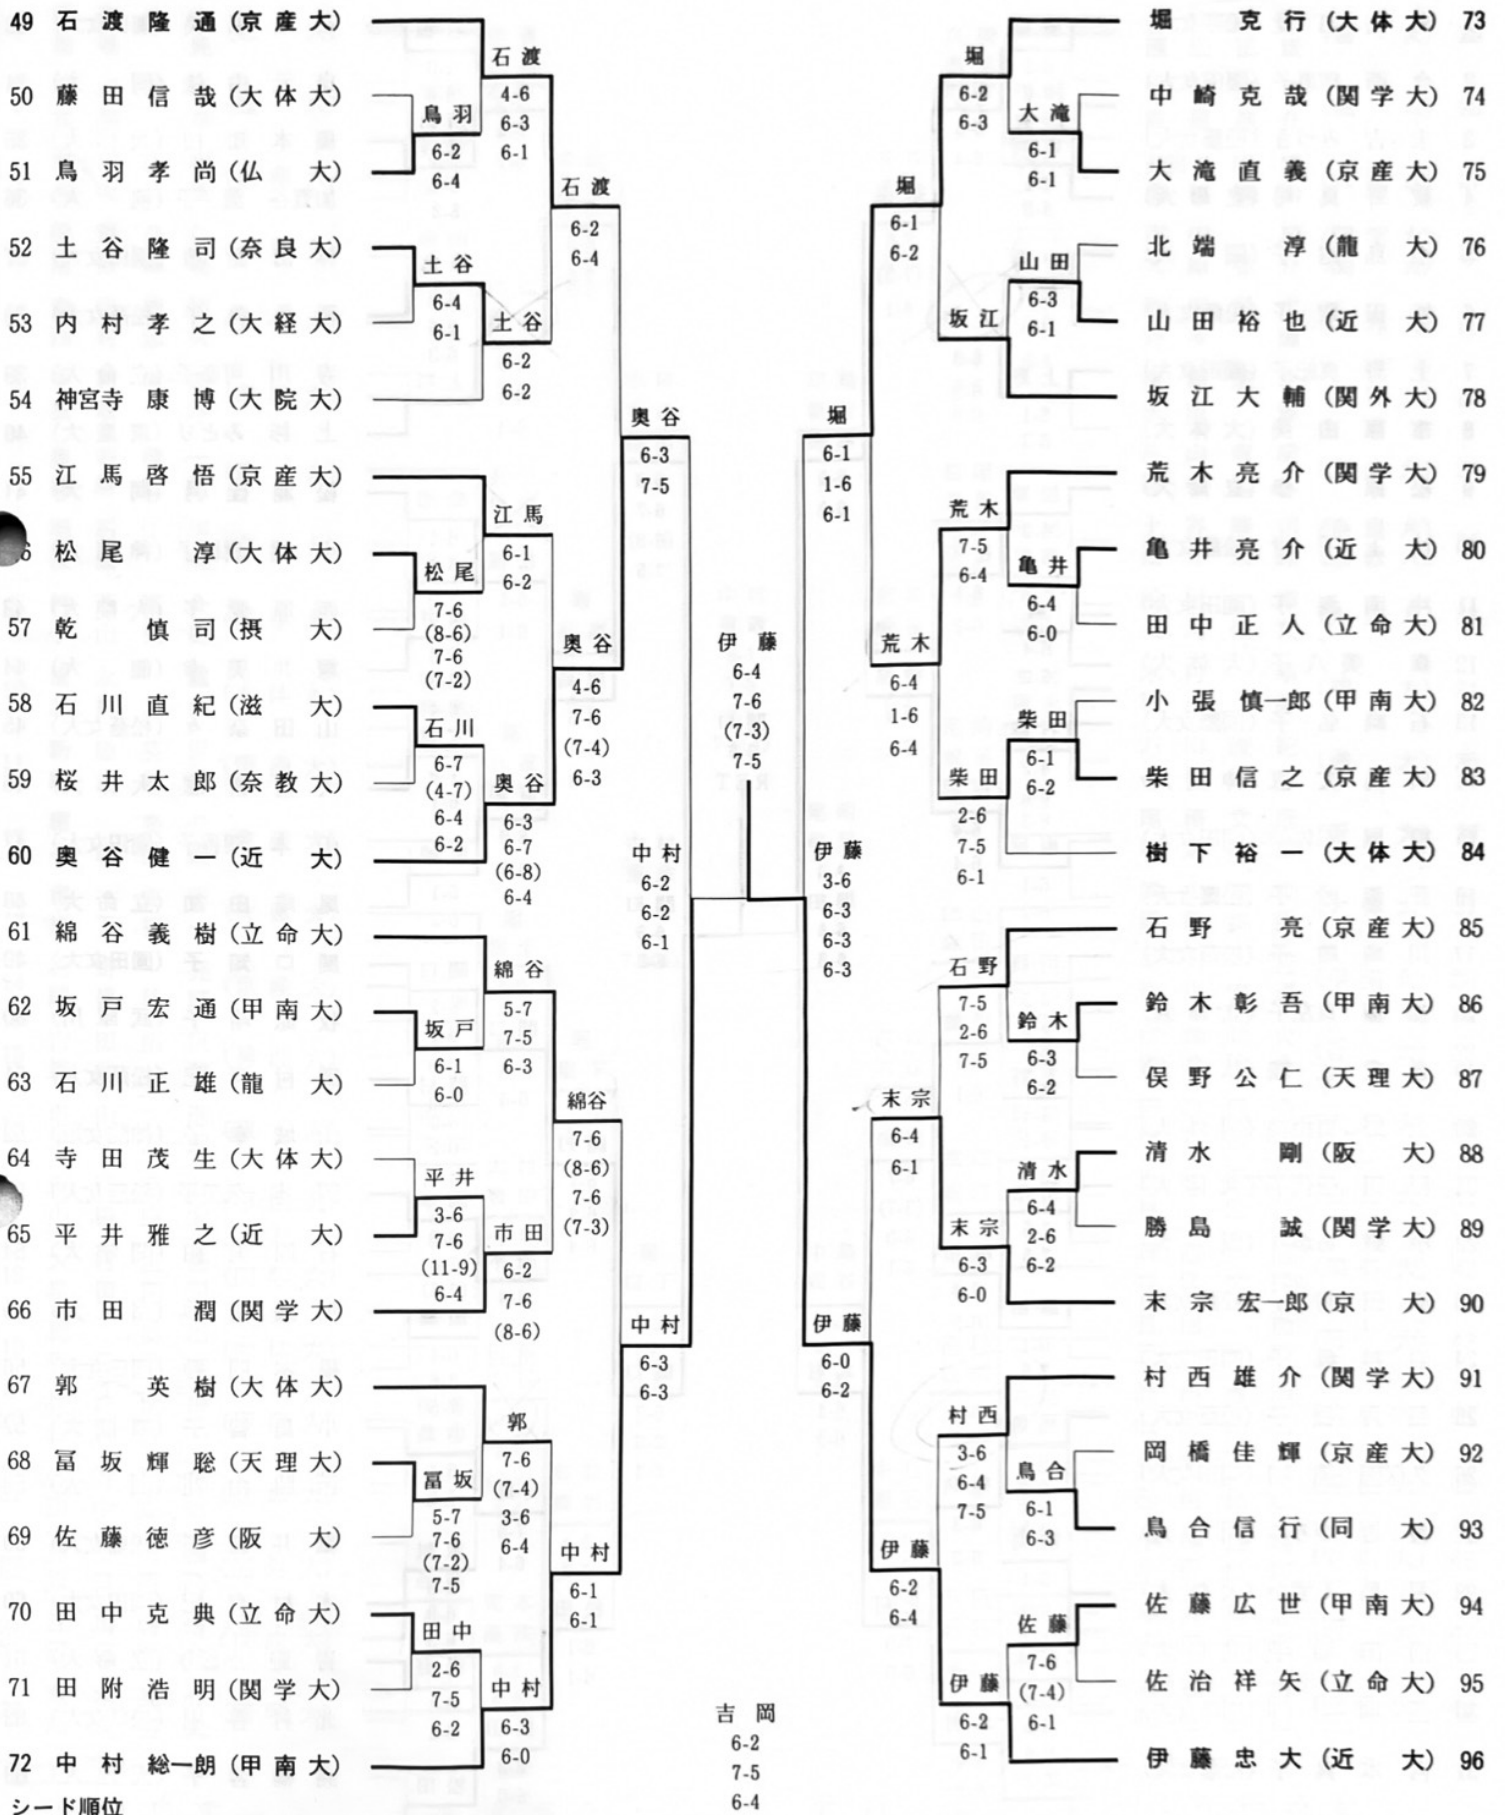 49 石渡隆通(京産大)
50 藤田信哉(大体大)
51 鳥羽孝尚(仏大)
52 土谷隆司(奈良大)
53 内村孝之(大経大)
54 神宮寺康博(大院大)
55 江馬啓悟(京産大)
6 松尾淳(大体大)
57 乾慎司(摂大)
58 石川直紀(滋大)
59 桜井太郎(奈教大)
60 奥谷健一(近大)
61 綿谷義樹(立命大)
62 坂戸宏通(甲南大)
63 石川正雄(龍大)
64 寺田茂生(大体大)
65 平井雅之(近大)
66 市田潤(関学大)
67 郭英樹(大体大)
68 冨坂輝聡(天理大)
69 佐藤徳彦(阪大)
70 田中克典(立命大)
71 田附浩明(関学大)
72 中村総一朗(甲南大)
シード順位
鳥羽
6-2
6-4
土谷
6-4
6-1
松尾
7-6
(8-6)
7-6
(7-2)
石川
6-7
(4-7)
6-4
6-2
坂戸
6-1
6-0
平井
3-6
7-6
(11-9)
6-4
冨坂
5-7
7-6
(7-2)
7-5
田中
2-6
7-5
6-2
石渡
4-6
6-3
6-1
土谷
6-2
6-2
江馬
6-1
6-2
奥谷
6-3
6-7
(6-8)
6-4
綿谷
5-7
7-5
6-3
市田
6-2
7-6
(8-6)
郭
7-6
(7-4)
3-6
6-4
中村
6-3
6-0
石渡
6-2
6-4
奥谷
4-6
7-6
(7-4)
6-3
綿谷
7-6
(8-6)
7-6
(7-3)
中村
6-1
6-1
奥谷
6-3
7-5
中村
6-3
6-3
中村
6-2
6-2
6-1
伊藤
6-4
7-6
(7-3)
7-5
吉岡
6-2
7-5
6-4
伊藤
3-6
6-3
6-3
6-3
堀
6-1
1-6
6-1
伊藤
6-0
6-2
堀
6-1
6-2
荒木
6-4
1-6
6-4
末宗
6-4
6-1
伊藤
6-2
6-4
堀
6-2
6-3
坂江
荒木
7-5
6-4
柴田
2-6
7-5
6-1
石野
7-5
2-6
7-5
末宗
6-3
6-0
村西
3-6
6-4
7-5
伊藤
6-2
6-1
大滝
6-1
6-1
山田
6-3
6-1
亀井
6-4
6-0
柴田
6-1
6-2
鈴木
6-3
6-2
清水
6-4
2-6
6-2
鳥合
6-1
6-3
佐藤
7-6
(7-4)
6-1
堀克行(大体大) 73
中崎克哉(関学大) 74
大滝直義(京産大) 75
北端淳(龍大) 76
山田裕也(近大) 77
坂江大輔(関外大) 78
荒木亮介(関学大) 79
亀井亮介(近大) 80
田中正人(立命大) 81
小張慎一郎(甲南大) 82
柴田信之(京産大) 83
樹下裕一(大体大) 84
石野亮(京産大) 85
鈴木彰吾(甲南大) 86
俣野公仁(天理大) 87
清水剛(阪大) 88
勝島誠(関学大) 89
末宗宏一郎(京大) 90
村西雄介(関学大) 91
岡橋佳輝(京産大) 92
鳥合信行(同大) 93
佐藤広世(甲南大) 94
佐治祥矢(立命大) 95
伊藤忠大(近大) 96